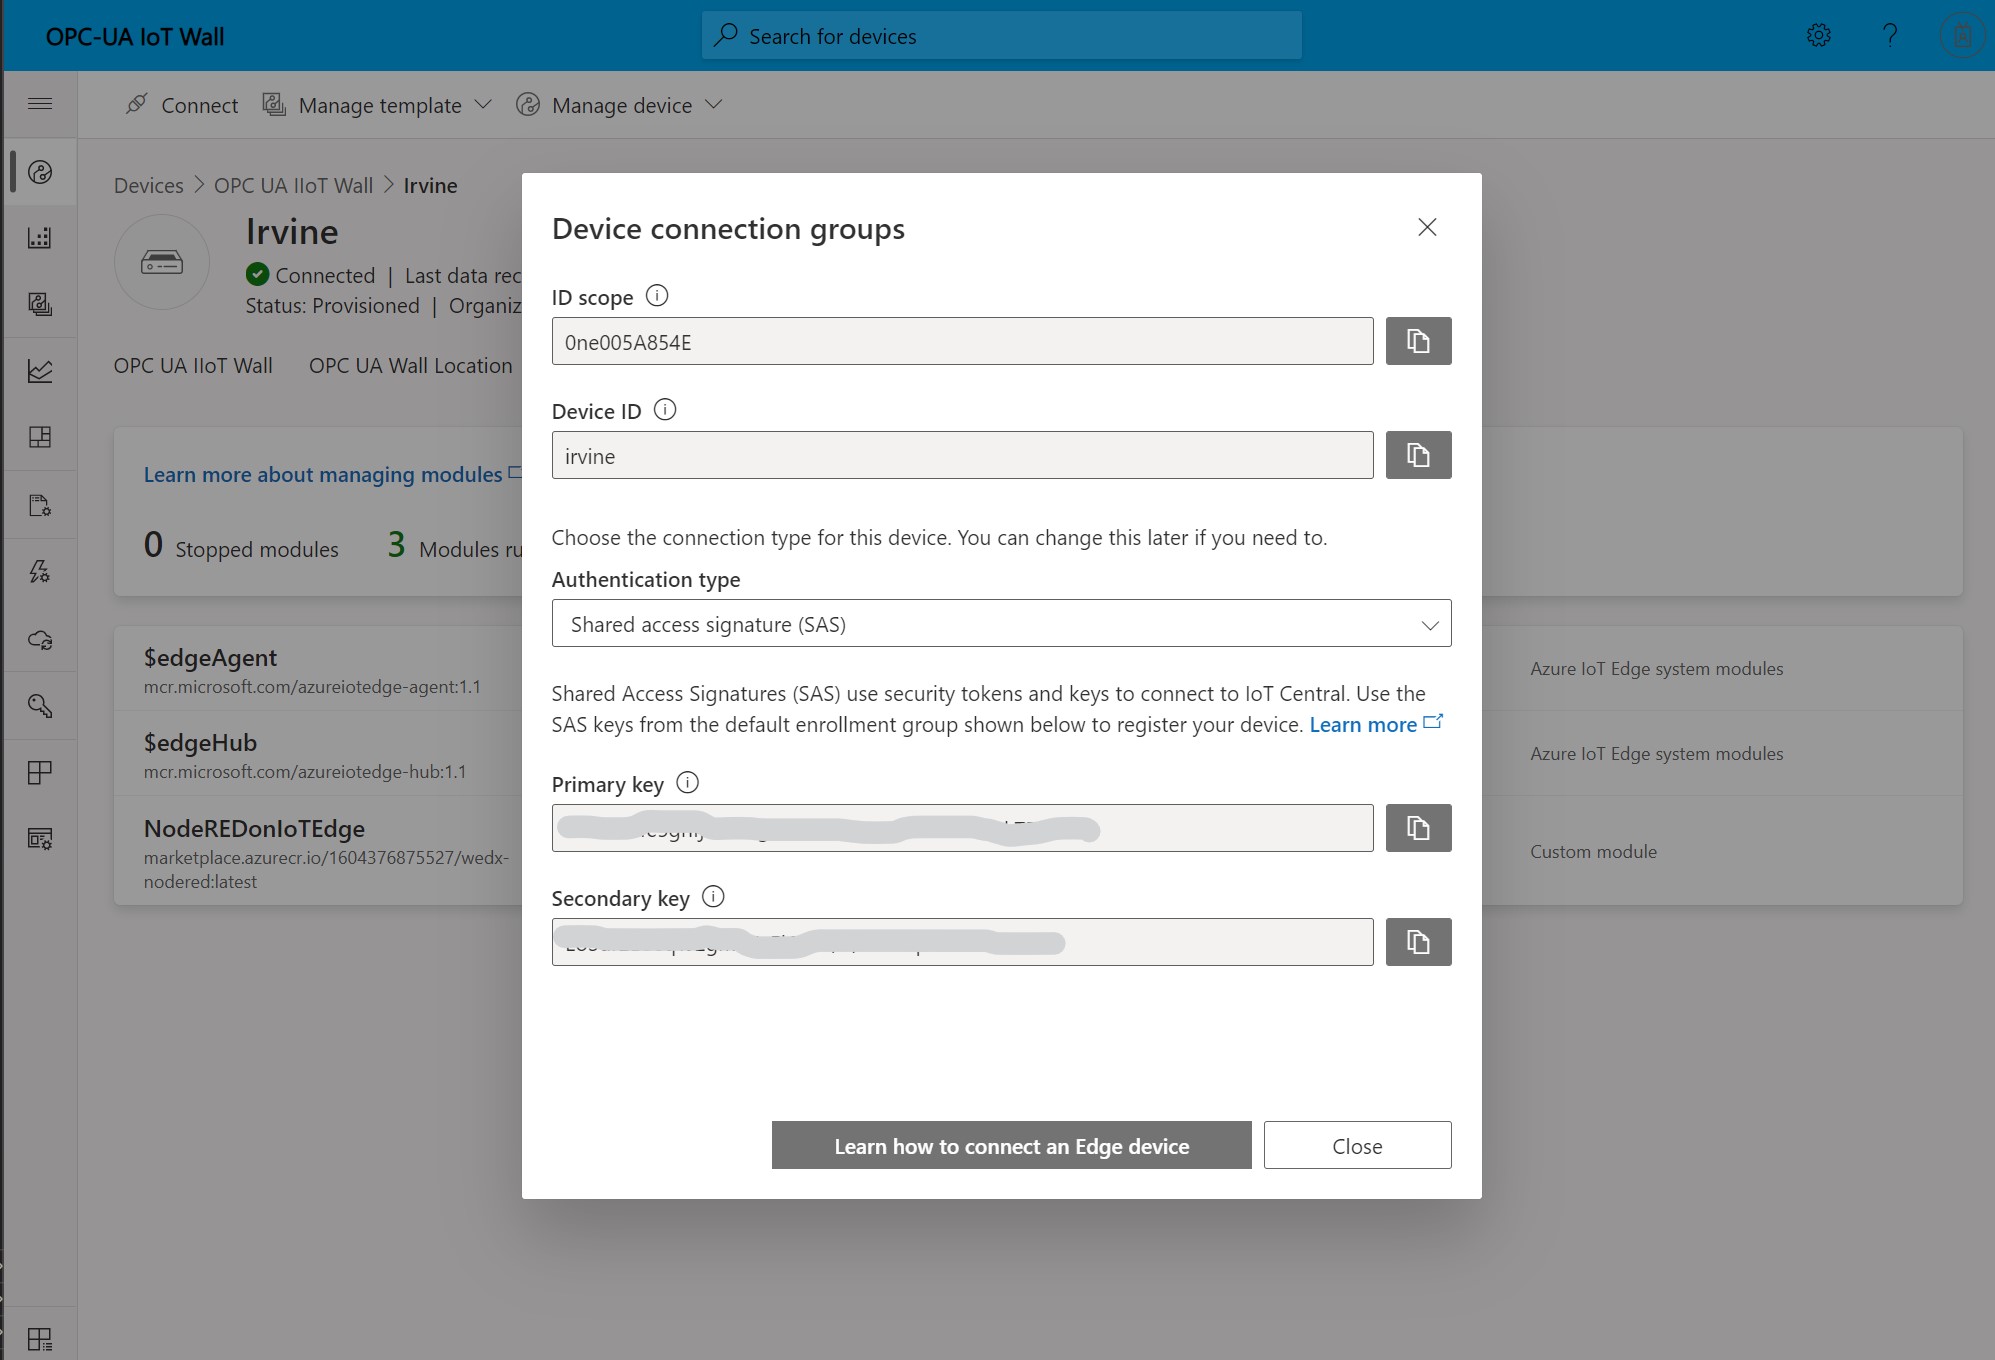 OPC-UA IoT Wall
Search for devices
Connect
Manage template
Manage device
Devices > OPC UA IIoT Wall > Irvine
Irvine
Connected | Last data rec
Status: Provisioned | Organiz
OPC UA IIoT Wall
OPC UA Wall Location
Learn more about managing modules
0 Stopped modules
3 Modules ru
$edgeAgent
mcr.microsoft.com/azureiotedge-agent:1.1
Azure IoT Edge system modules
$edgeHub
mcr.microsoft.com/azureiotedge-hub:1.1
Azure IoT Edge system modules
NodeREDonIoTEdge
marketplace.azurecr.io/1604376875527/wedx-
nodered:latest
Custom module
Device connection groups
ID scope
0ne005A854E
Device ID
irvine
Choose the connection type for this device. You can change this later if you need to.
Authentication type
Shared access signature (SAS)
Shared Access Signatures (SAS) use security tokens and keys to connect to IoT Central. Use the
SAS keys from the default enrollment group shown below to register your device. Learn more
Primary key
Secondary key
Learn how to connect an Edge device
Close